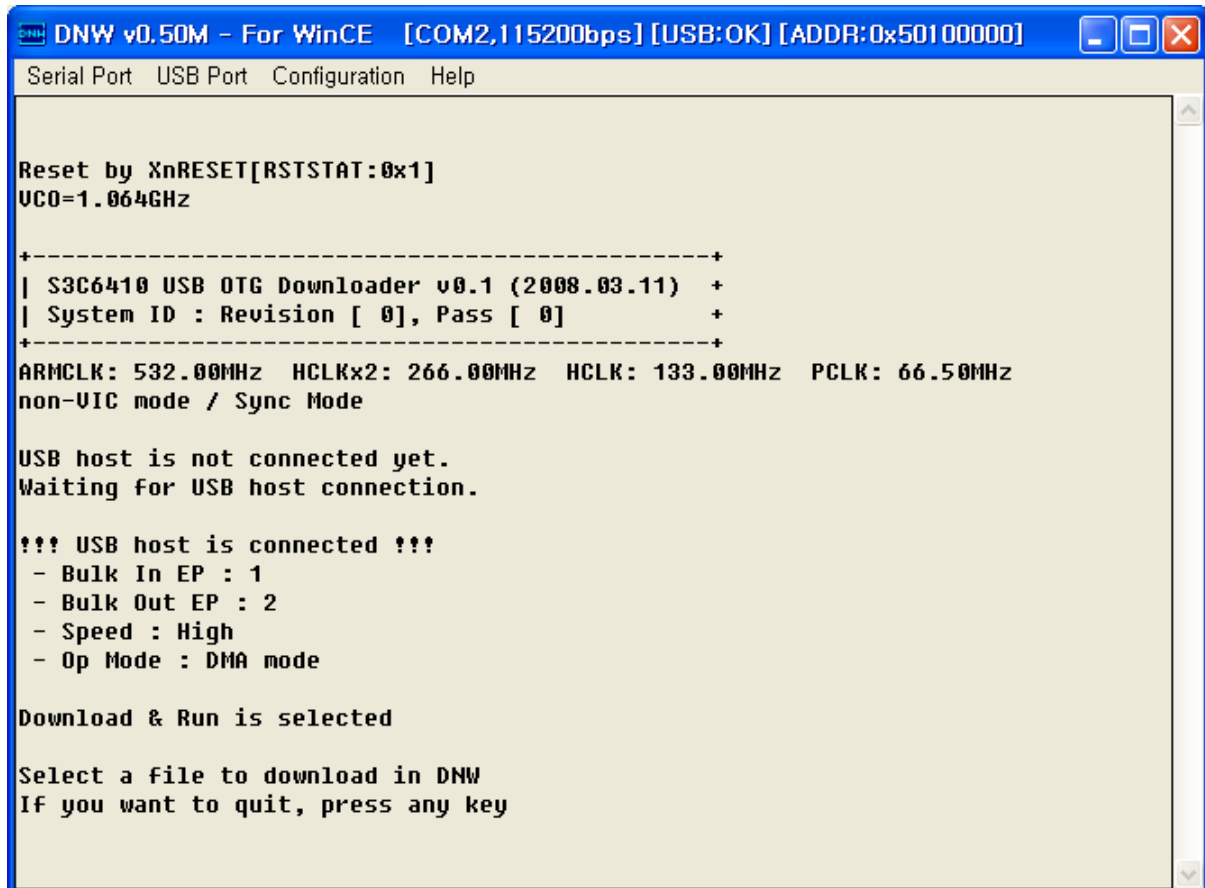 DNW DNW v0.50M - For WinCE [COM2,115200bps] [USB:OK] [ADDR:0x50100000]
Serial Port USB Port Configuration Help
Reset by XnRESET[RSTSTAT:0x1]
VCO=1.064GHz
+-----------------------------------------------+
| S3C6410 USB OTG Downloader v0.1 (2008.03.11) +
| System ID : Revision [ 0], Pass [ 0] +
+-----------------------------------------------+
ARMCLK: 532.00MHz HCLKx2: 266.00MHz HCLK: 133.00MHz PCLK: 66.50MHz
non-VIC mode / Sync Mode
USB host is not connected yet.
Waiting for USB host connection.
!!! USB host is connected !!!
- Bulk In EP : 1
- Bulk Out EP : 2
- Speed : High
- Op Mode : DMA mode
Download & Run is selected
Select a file to download in DNW
If you want to quit, press any key